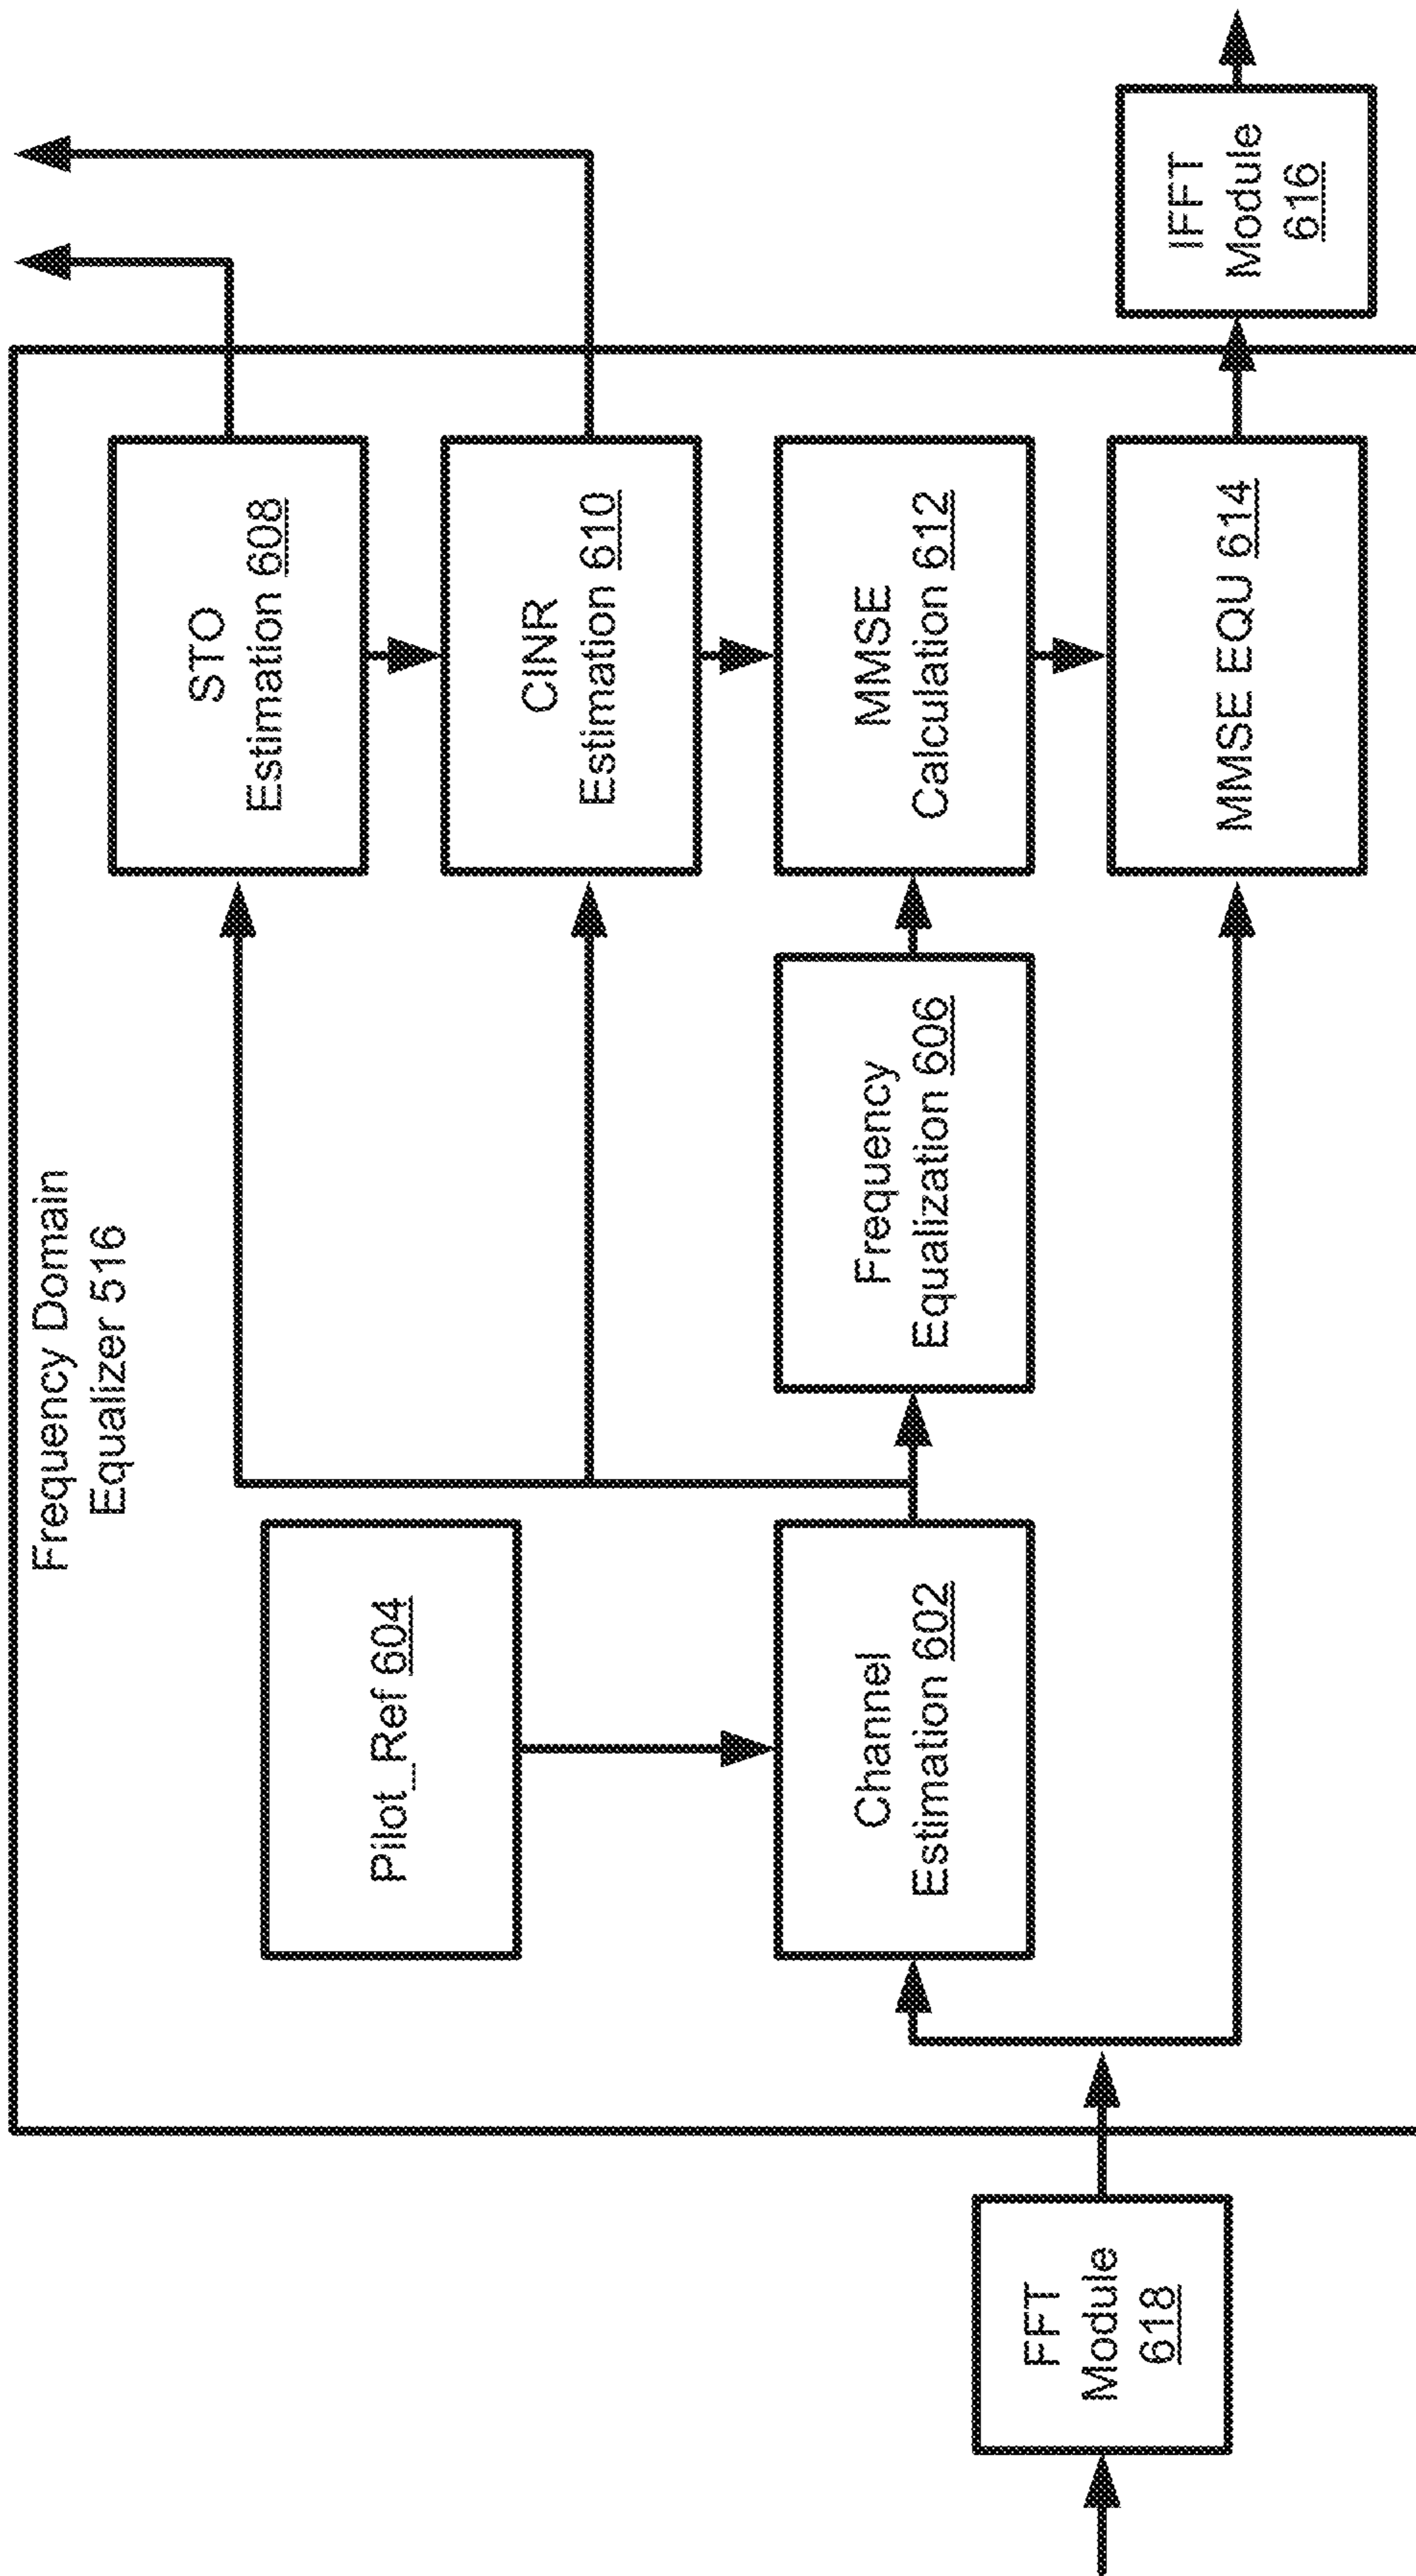 Frequency Domain
Equalizer 516
FFT
Module
618
Pilot_Ref 604
Channel
Estimation 602
Frequency
Equalization 606
STO
Estimation 608
CINR
Estimation 610
MMSE
Calculation 612
MMSE EQU 614
IFFT
Module
616